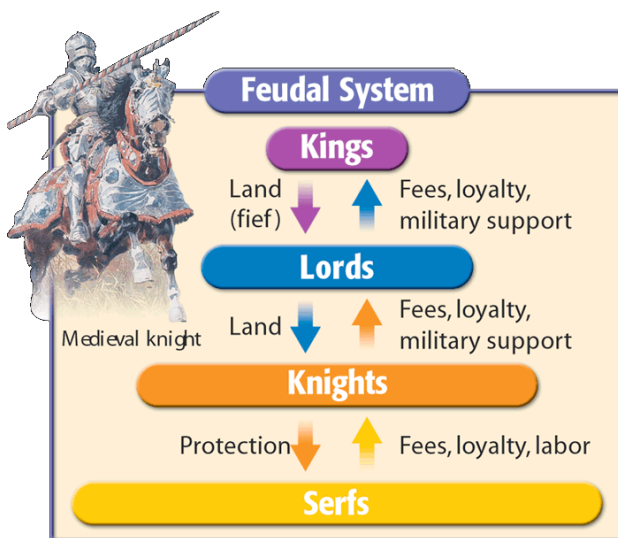 Feudal System
Kings
Land
(fief)
Fees, loyalty,
military support
Lords
Land
Fees, loyalty,
military support
Medieval knight
Knights
Protection
Fees, loyalty, labor
Serfs